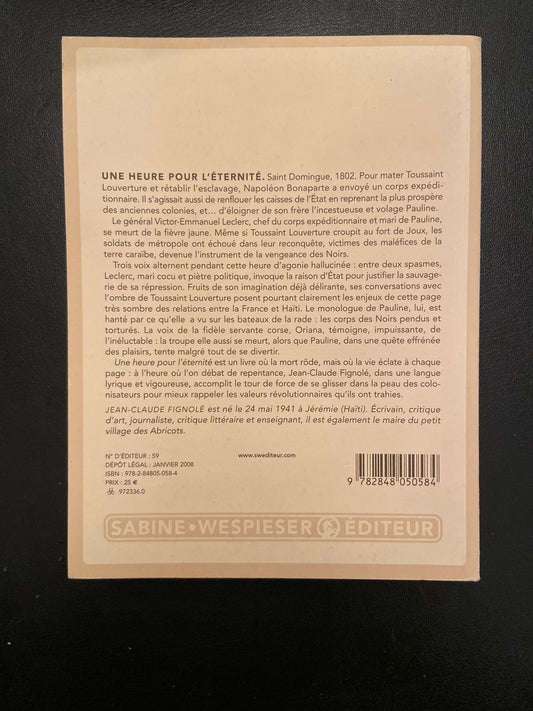 UNE HEURE POUR L'ÉTERNITÉ. Saint Domingue, 1802. Pour mater Toussaint
Louverture et rétablir l'esclavage, Napoléon Bonaparte a envoyé un corps expédi-
tionnaire. Il s'agissait aussi de renflouer les caisses de l'État en reprenant la plus prospère
des anciennes colonies, et... d'éloigner de son frère l'incestueuse et volage Pauline.
Le général Victor-Emmanuel Leclerc, chef du corps expéditionnaire et mari de Pauline,
se meurt de la fièvre jaune. Même si Toussaint Louverture croupit au fort de Joux, les
soldats de métropole ont échoué dans leur reconquête, victimes des maléfices de la
terre caraïbe, devenue l'instrument de la vengeance des Noirs.
Trois voix alternent pendant cette heure d'agonie hallucinée : entre deux spasmes,
Leclerc, mari cocu et piètre politique, invoque la raison d'État pour justifier la sauvage-
rie de sa répression. Fruits de son imagination déjà délirante, ses conversations avec
l'ombre de Toussaint Louverture posent pourtant clairement les enjeux de cette page
très sombre des relations entre la France et Haïti. Le monologue de Pauline, lui, est
hanté par ce qu'elle a vu sur les bateaux de la rade : les corps des Noirs pendus et
torturés. La voix de la fidèle servante corse, Oriana, témoigne, impuissante, de
l'inéluctable : la troupe elle aussi se meurt, alors que Pauline, dans une quête effrénée
des plaisirs, tente malgré tout de se divertir.
Une heure pour l'éternité est un livre où la mort rôde, mais où la vie éclate à chaque
page : à l'heure où l'on débat de repentance, Jean-Claude Fignolé, dans une langue
lyrique et vigoureuse, accomplit le tour de force de se glisser dans la peau des colo-
nisateurs pour mieux rappeler les valeurs révolutionnaires qu'ils ont trahies.
JEAN-CLAUDE FIGNOLÉ est né le 24 mai 1941 à Jérémie (Haïti). Écrivain, critique
d'art, journaliste, critique littéraire et enseignant, il est également le maire du petit
village des Abricots.
N° D'ÉDITEUR : 59
DÉPÔT LÉGAL : JANVIER 2008
ISBN : 978-2-84805-058-4
PRIX : 25 €
972336.0
www.swediteur.com
9 782848 050584
SABINE • WESPIESER ÉDITEUR